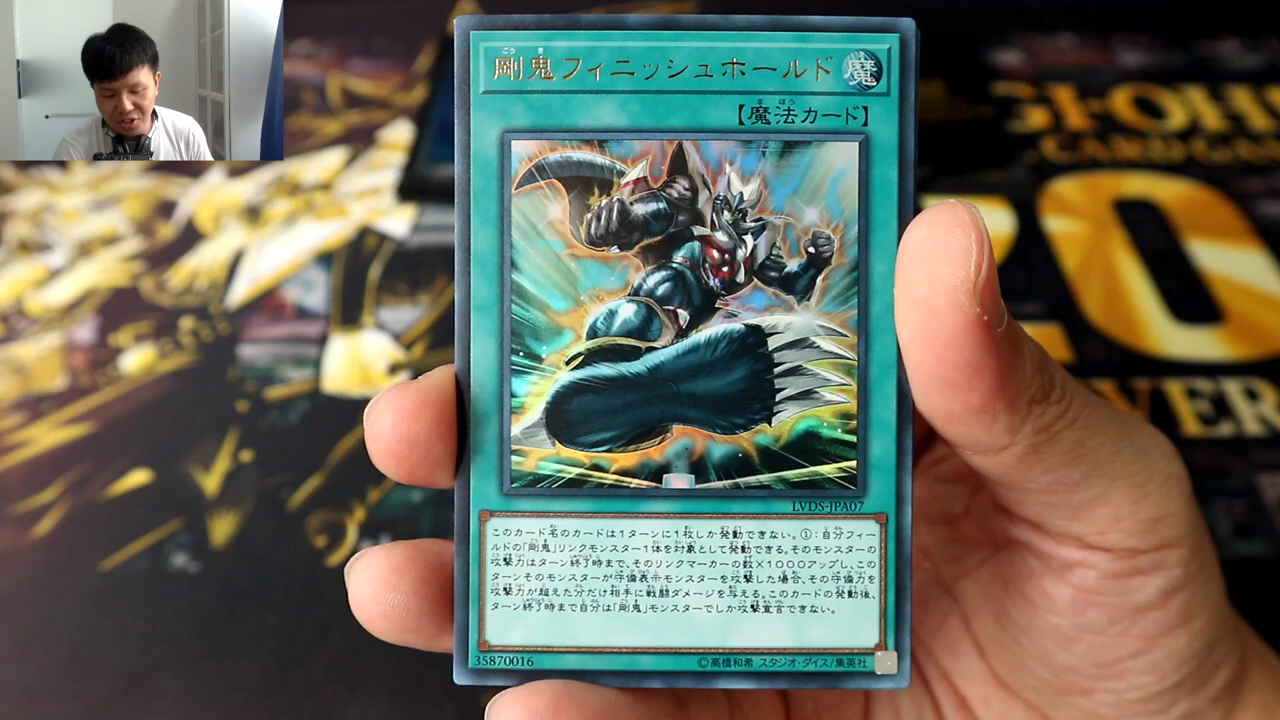 剛鬼フィニッシュホールド 魔
ごう き
【魔法カード】
ま ほう
LVDS-JPA07
このカード名のカードは1ターンに1枚しか発動できない。①:自分フィー
ルドの「剛鬼」リンクモンスター1体を対象として発動できる。そのモンスターの
攻撃力はターン終了時まで、そのリンクマーカーの数×1000アップし、この
ターンそのモンスターが守備表示モンスターを攻撃した場合、その守備力を
攻撃力が超えた分だけ相手に戦闘ダメージを与える。このカードの発動後、
ターン終了時まで自分は「剛鬼」モンスターでしか攻撃宣言できない。
35870016
©高橋和希 スタジオ・ダイス/集英社
GI-OH!
CARD GA
20
VER